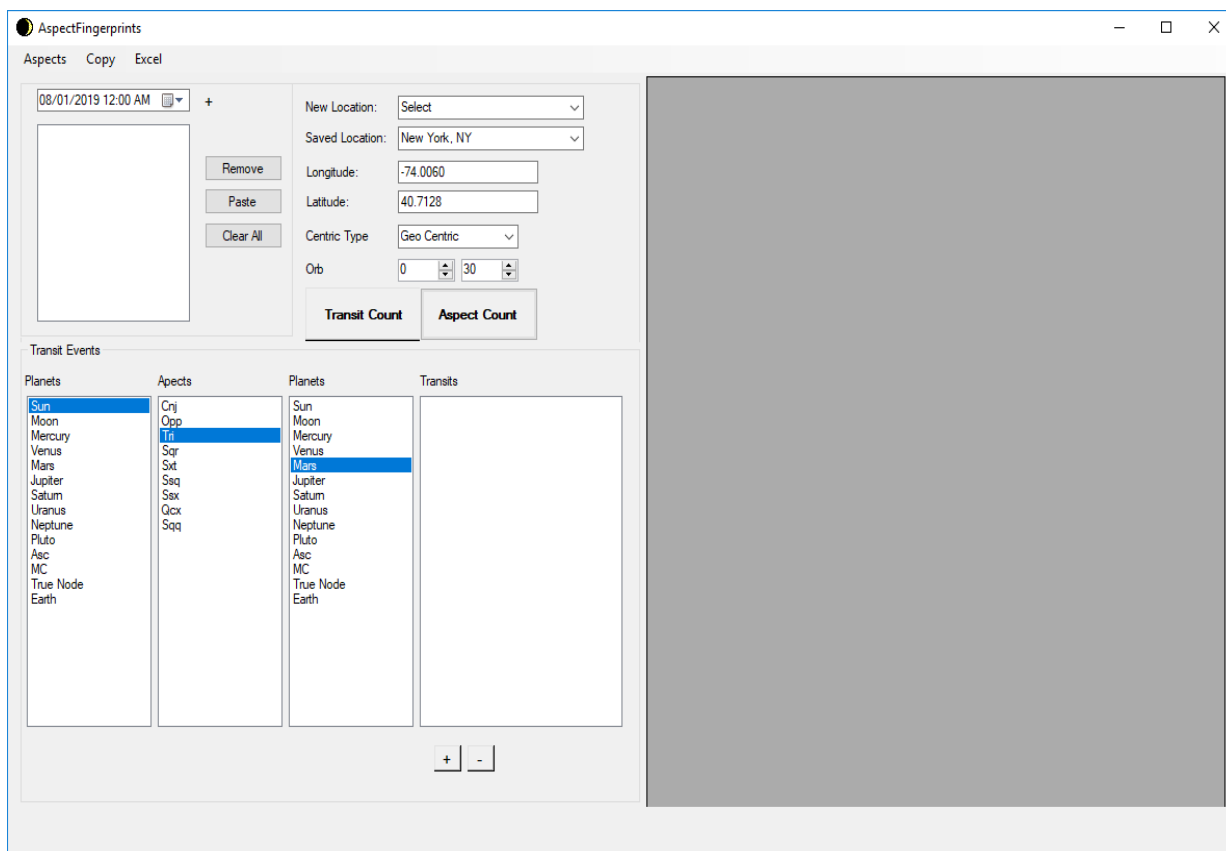 AspectFingerprints
Aspects Copy Excel
08/01/2019 12:00 AM +
Remove
Paste
Clear All
New Location: Select
Saved Location: New York, NY
Longitude: -74.0060
Latitude: 40.7128
Centric Type Geo Centric
Orb 0 30
Transit Count Aspect Count
Transit Events
Planets
Sun
Moon
Mercury
Venus
Mars
Jupiter
Saturn
Uranus
Neptune
Pluto
Asc
MC
True Node
Earth
Apects
Cnj
Opp
Tri
Sqr
Sxt
Ssq
Ssx
Qcx
Sqq
Planets
Sun
Moon
Mercury
Venus
Mars
Jupiter
Saturn
Uranus
Neptune
Pluto
Asc
MC
True Node
Earth
Transits
+ -